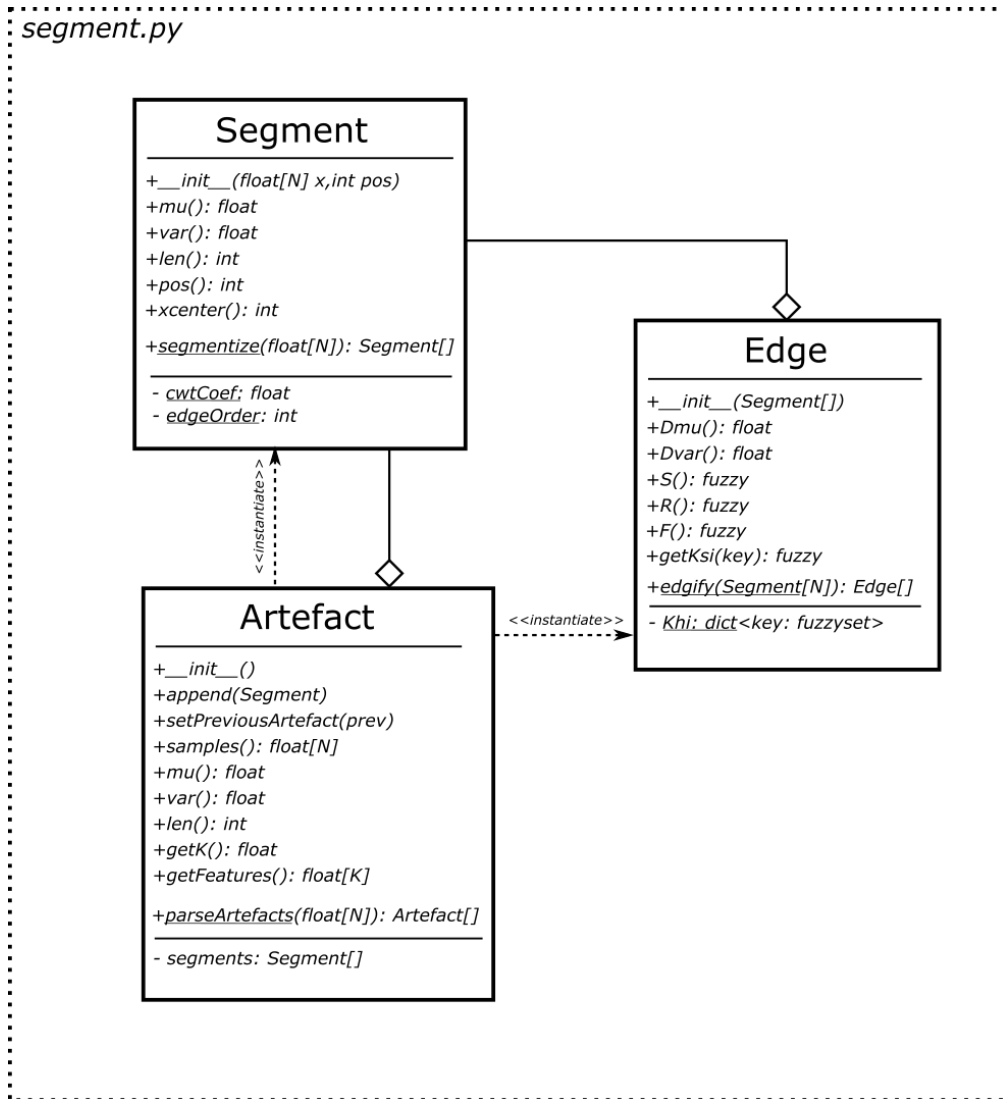 segment.py
Segment
+__init__(float[N] x,int pos)
+mu(): float
+var(): float
+len(): int
+pos(): int
+xcenter(): int
+segmentize(float[N]): Segment[]
- cwtCoef: float
- edgeOrder: int
Edge
+__init__(Segment[])
+Dmu(): float
+Dvar(): float
+S(): fuzzy
+R(): fuzzy
+F(): fuzzy
+getKsi(key): fuzzy
+edgify(Segment[N]): Edge[]
- Khi: dict<key: fuzzyset>
<<instantiate>>
<<instantiate>>
Artefact
+__init__()
+append(Segment)
+setPreviousArtefact(prev)
+samples(): float[N]
+mu(): float
+var(): float
+len(): int
+getK(): float
+getFeatures(): float[K]
+parseArtefacts(float[N]): Artefact[]
- segments: Segment[]